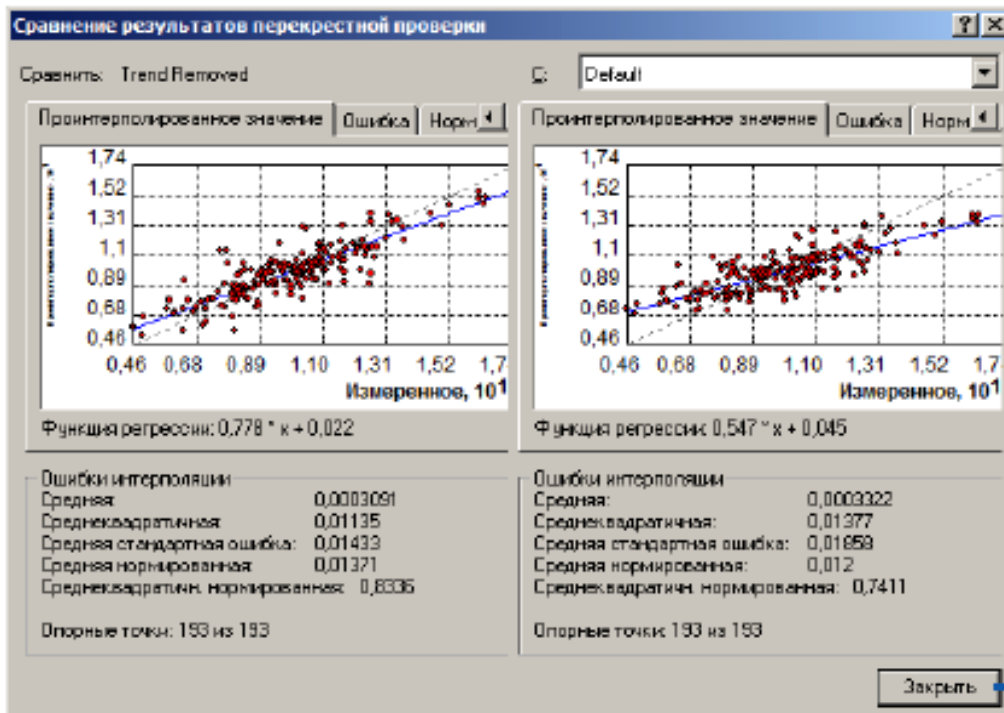 Сравнение результатов перекрестной проверки
Сравнить: Trend Removed
С: Default
Проинтерполированное значение Ошибка Норм
1,74
1,52
1,31
1,1
0,89
0,68
0,46
0,46 0,68 0,89 1,10 1,31 1,52 1,7
Измеренное, 10¹
Функция регрессии: 0,778 * x + 0,022
Ошибки интерполяции
Средняя: 0,0003091
Среднеквадратичная: 0,01135
Средняя стандартная ошибка: 0,01433
Средняя нормированная: 0,01371
Среднеквадратичн. нормированная: 0,8336
Опорные точки: 193 из 193
Проинтерполированное значение Ошибка Норм
1,74
1,52
1,31
1,1
0,89
0,68
0,46
0,46 0,68 0,89 1,10 1,31 1,52 1,7
Измеренное, 10¹
Функция регрессии: 0,547 * x + 0,045
Ошибки интерполяции
Средняя: 0,0003322
Среднеквадратичная: 0,01377
Средняя стандартная ошибка: 0,01858
Средняя нормированная: 0,012
Среднеквадратичн. нормированная: 0,7411
Опорные точки: 193 из 193
Закрыть